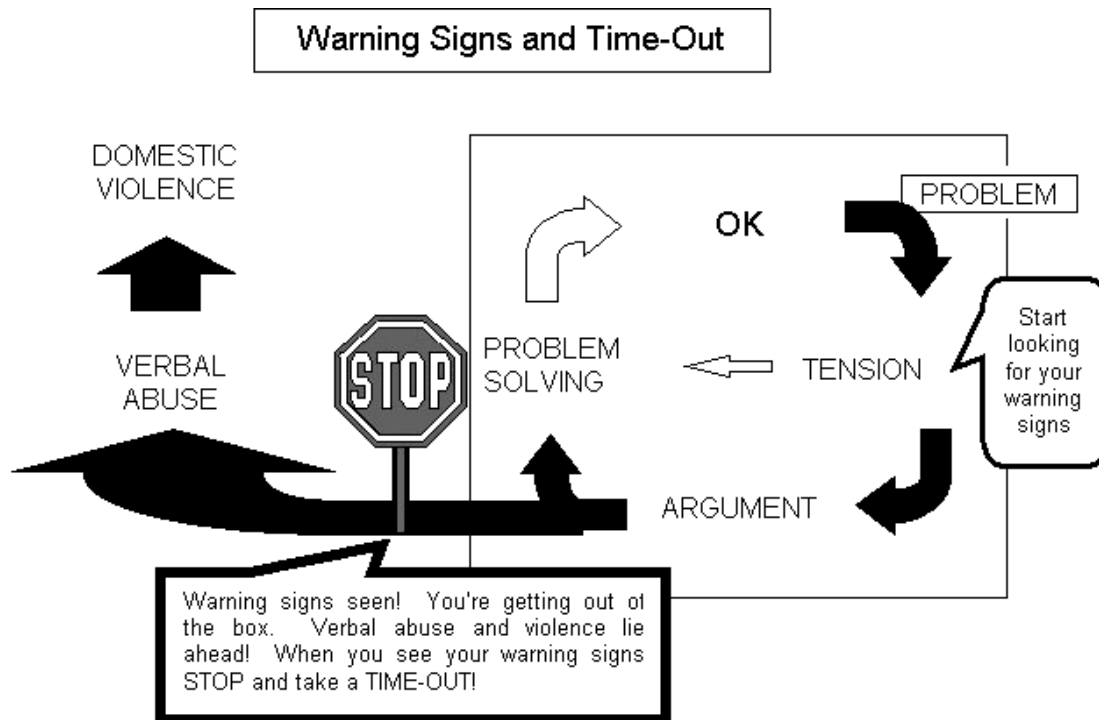 Warning Signs and Time-Out
DOMESTIC
VIOLENCE
PROBLEM
OK
Start
looking
for your
warning
signs
VERBAL
ABUSE
STOP
PROBLEM
SOLVING
TENSION
ARGUMENT
Warning signs seen! You're getting out of
the box. Verbal abuse and violence lie
ahead! When you see your warning signs
STOP and take a TIME-OUT!